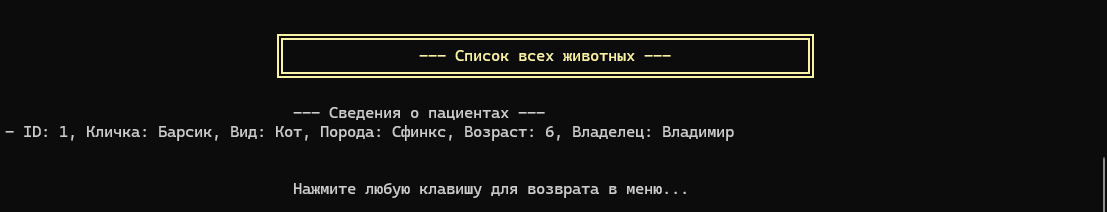 --- Список всех животных ---
--- Сведения о пациентах ---
- ID: 1, Кличка: Барсик, Вид: Кот, Порода: Сфинкс, Возраст: 6, Владелец: Владимир
Нажмите любую клавишу для возврата в меню...